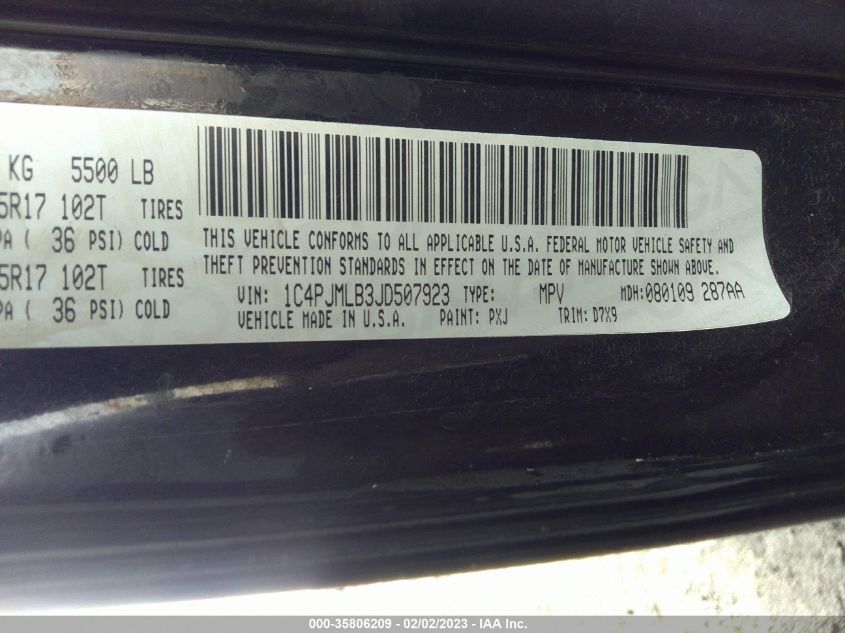 KG 5500 LB
5R17 102T TIRES
PA ( 36 PSI) COLD
5R17 102T TIRES
PA ( 36 PSI) COLD
THIS VEHICLE CONFORMS TO ALL APPLICABLE U.S.A. FEDERAL MOTOR VEHICLE SAFETY AND
THEFT PREVENTION STANDARDS IN EFFECT ON THE DATE OF MANUFACTURE SHOWN ABOVE.
VIN: 1C4PJMLB3JD507923 TYPE: MPV MDH:080109 287AA
VEHICLE MADE IN U.S.A. PAINT: PXJ TRIM: D7X9
000-35806209 - 02/02/2023 - IAA Inc.